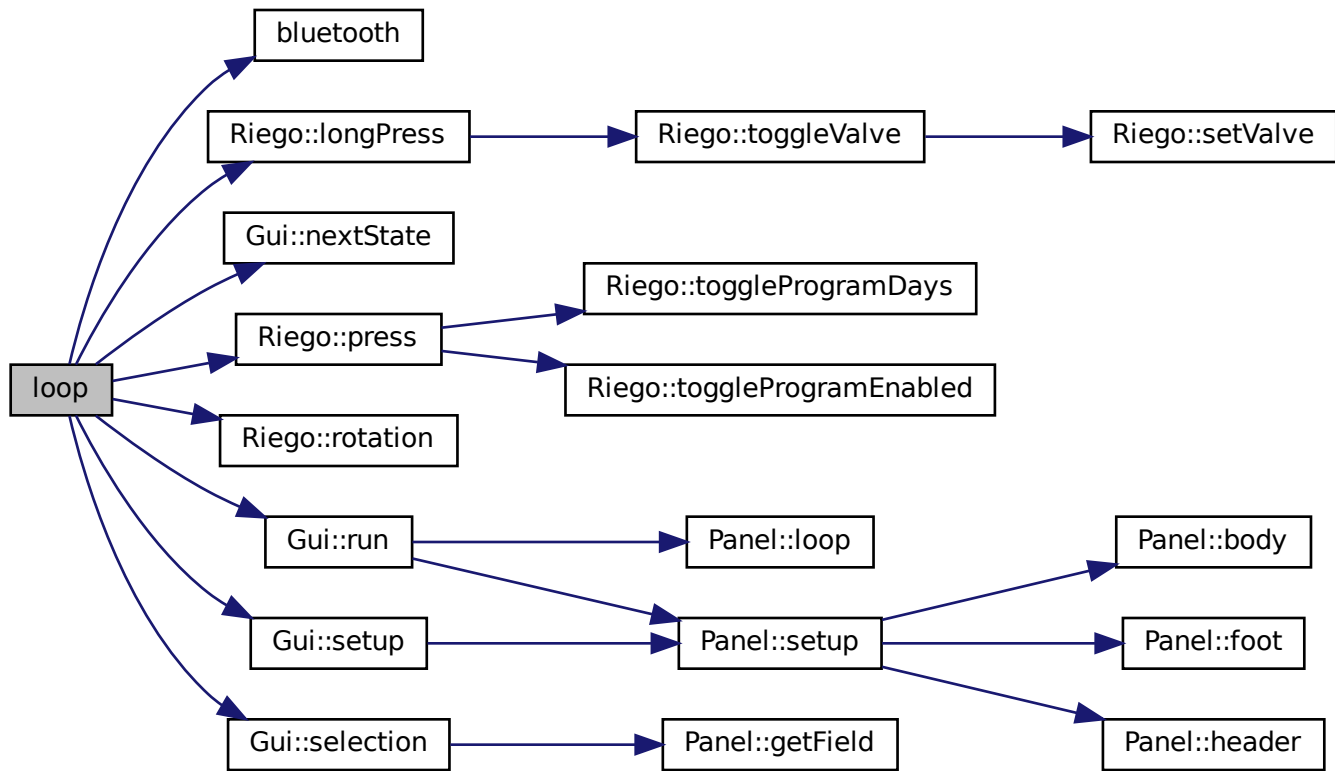 bluetooth
Riego::longPress
Riego::toggleValve
Riego::setValve
Gui::nextState
Riego::toggleProgramDays
Riego::press
loop
Riego::toggleProgramEnabled
Riego::rotation
Gui::run
Panel::loop
Panel::body
Gui::setup
Panel::setup
Panel::foot
Gui::selection
Panel::getField
Panel::header